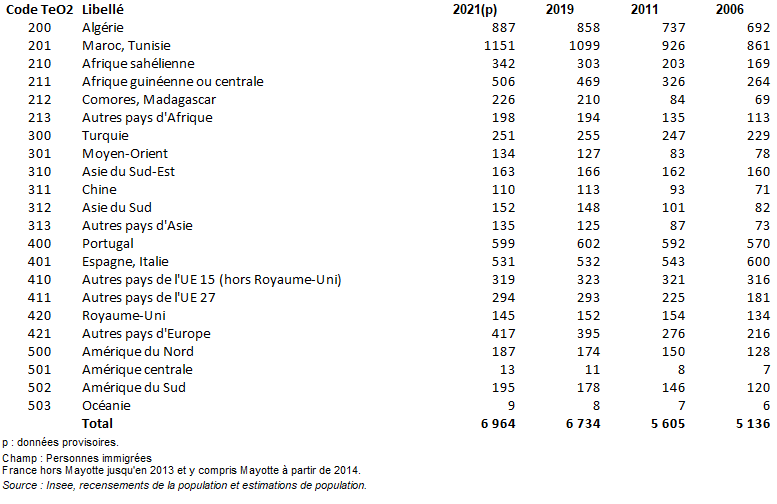 Code TeO2 Libellé 2021(p) 2019 2011 2006
200 Algérie 887 858 737 692
201 Maroc, Tunisie 1151 1099 926 861
210 Afrique sahélienne 342 303 203 169
211 Afrique guinéenne ou centrale 506 469 326 264
212 Comores, Madagascar 226 210 84 69
213 Autres pays d'Afrique 198 194 135 113
300 Turquie 251 255 247 229
301 Moyen-Orient 134 127 83 78
310 Asie du Sud-Est 163 166 162 160
311 Chine 110 113 93 71
312 Asie du Sud 152 148 101 82
313 Autres pays d'Asie 135 125 87 73
400 Portugal 599 602 592 570
401 Espagne, Italie 531 532 543 600
410 Autres pays de l'UE 15 (hors Royaume-Uni) 319 323 321 316
411 Autres pays de l'UE 27 294 293 225 181
420 Royaume-Uni 145 152 154 134
421 Autres pays d'Europe 417 395 276 216
500 Amérique du Nord 187 174 150 128
501 Amérique centrale 13 11 8 7
502 Amérique du Sud 195 178 146 120
503 Océanie 9 8 7 6
Total 6 964 6 734 5 605 5 136
p : données provisoires.
Champ : Personnes immigrées
France hors Mayotte jusqu'en 2013 et y compris Mayotte à partir de 2014.
Source : Insee, recensements de la population et estimations de population.